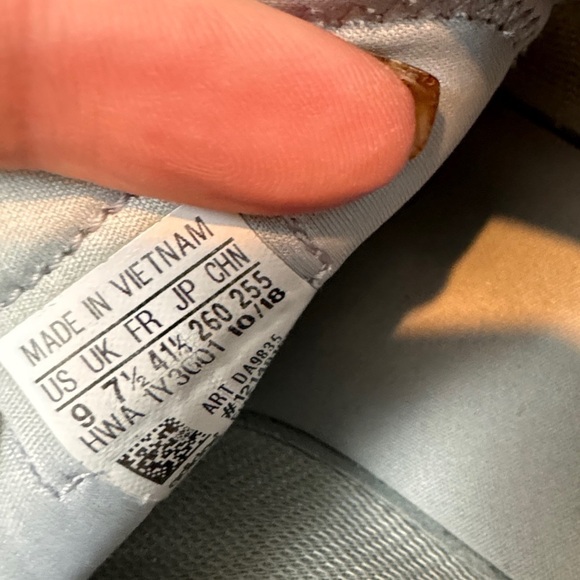 MADE IN VIETNAM
US UK FR JP CHN
9 7½ 41⅓ 260 255
HWA 1Y3001 10/18
ART DA9835